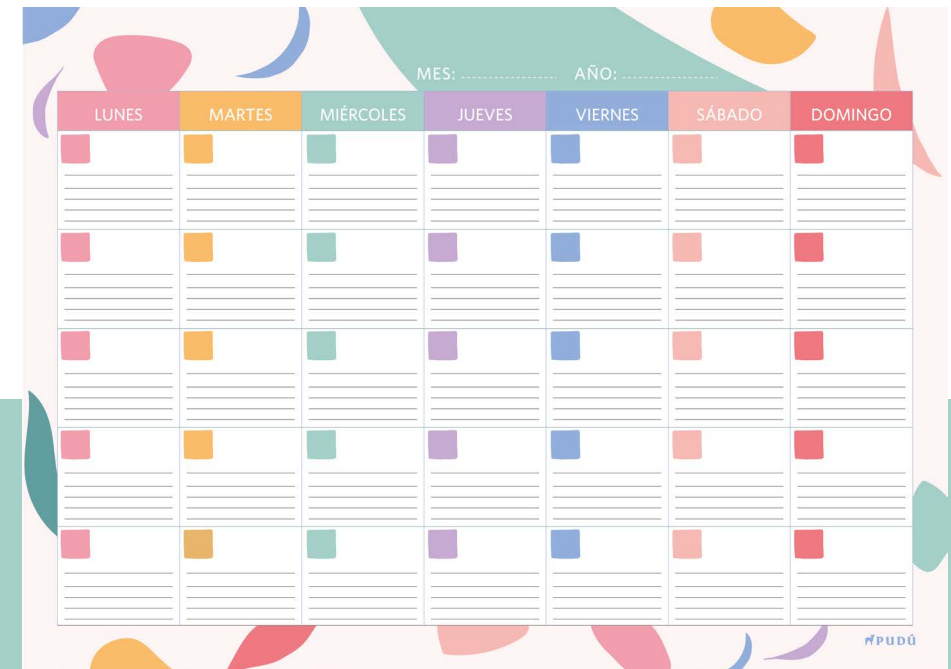 MES: ................ AÑO: ................
LUNES MARTES MIÉRCOLES JUEVES VIERNES SÁBADO DOMINGO
PUDÚ